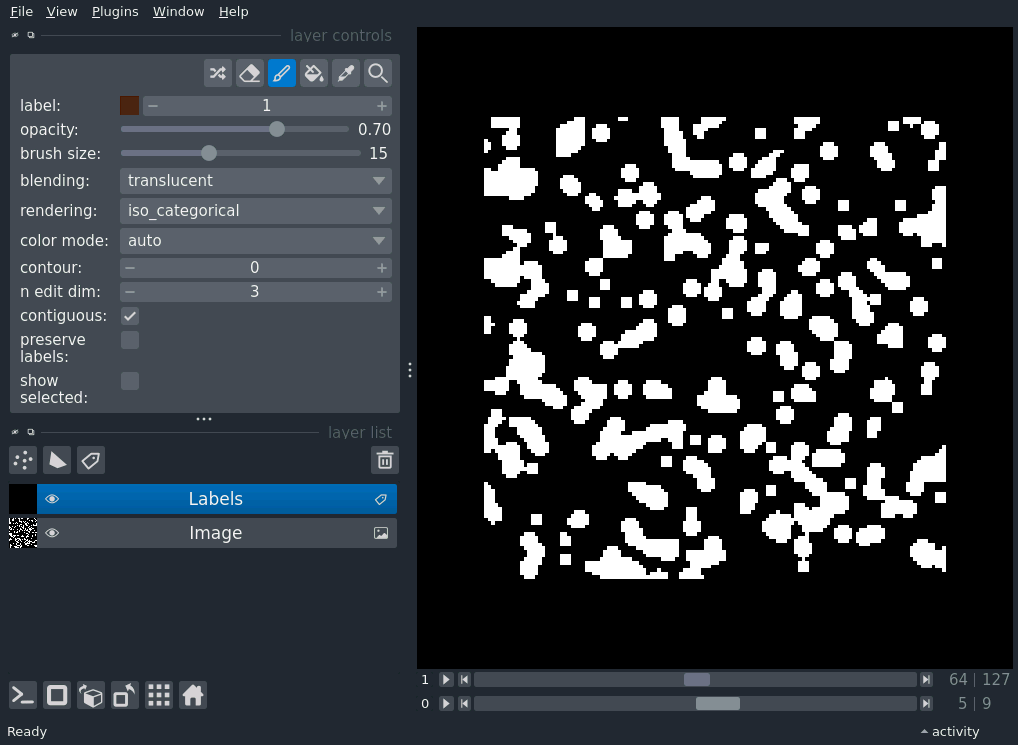 File View Plugins Window Help
layer controls
label: 1
opacity: 0.70
brush size: 15
blending: translucent
rendering: iso_categorical
color mode: auto
contour: 0
n edit dim: 3
contiguous:
preserve
labels:
show
selected:
layer list
Labels
Image
1 64 | 127
0 5 | 9
Ready activity